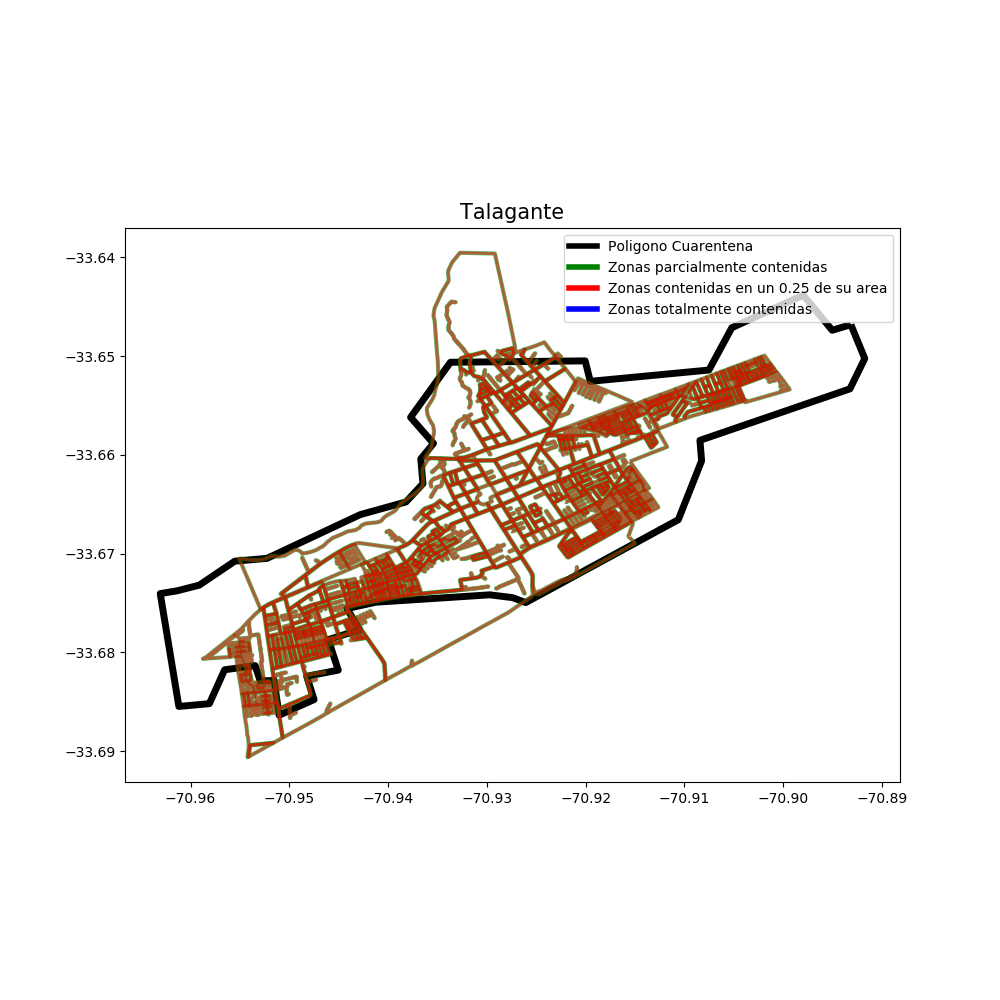 Talagante
Poligono Cuarentena
Zonas parcialmente contenidas
Zonas contenidas en un 0.25 de su area
Zonas totalmente contenidas
−33.64
−33.65
−33.66
−33.67
−33.68
−33.69
−70.96 −70.95 −70.94 −70.93 −70.92 −70.91 −70.90 −70.89